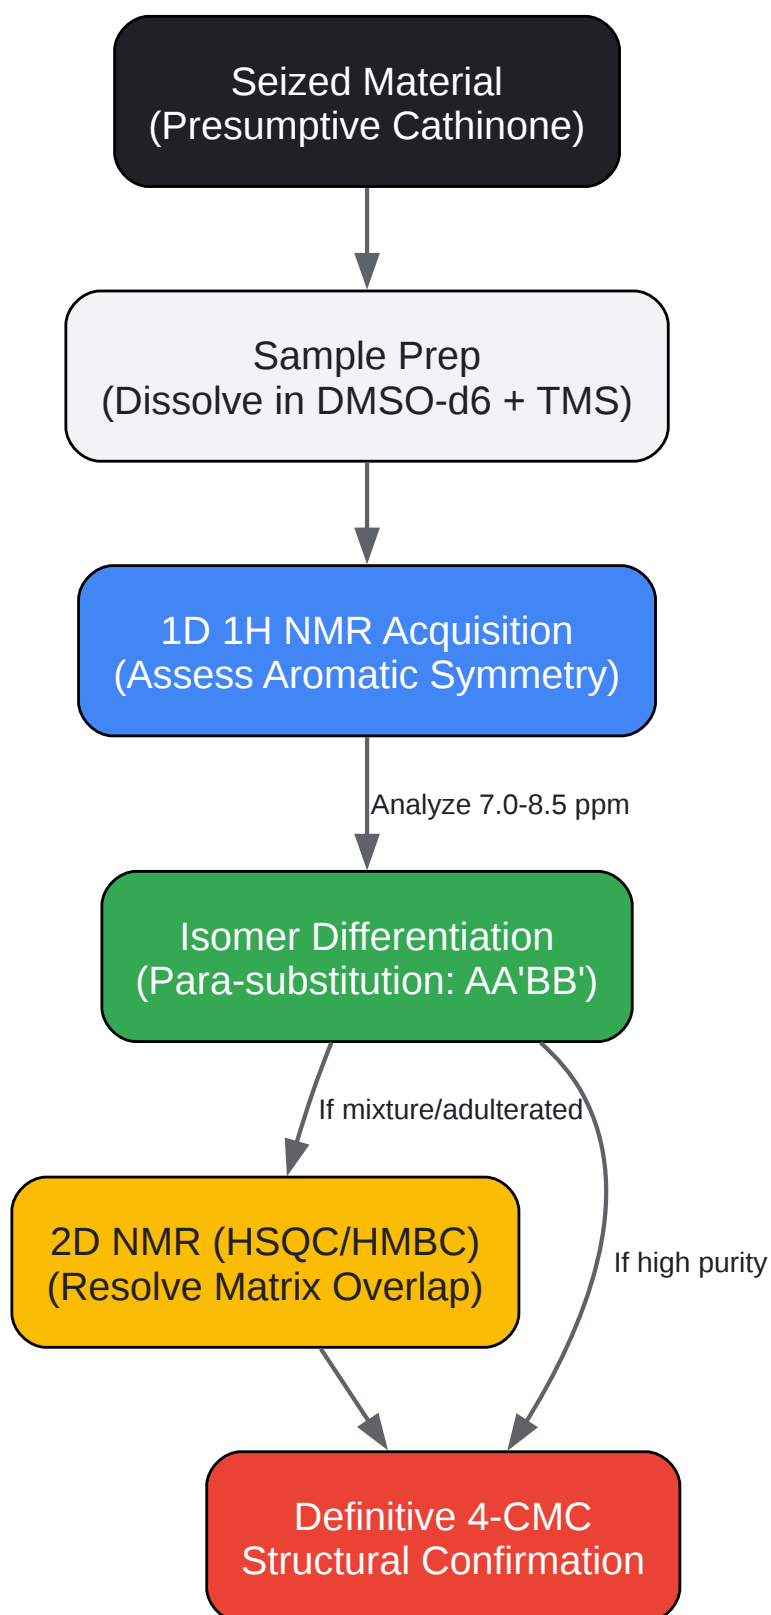 Seized Material
(Presumptive Cathinone)
Sample Prep
(Dissolve in DMSO-d6 + TMS)
1D 1H NMR Acquisition
(Assess Aromatic Symmetry)
Analyze 7.0-8.5 ppm
Isomer Differentiation
(Para-substitution: AA'BB')
If mixture/adulterated
2D NMR (HSQC/HMBC)
(Resolve Matrix Overlap)
If high purity
Definitive 4-CMC
Structural Confirmation